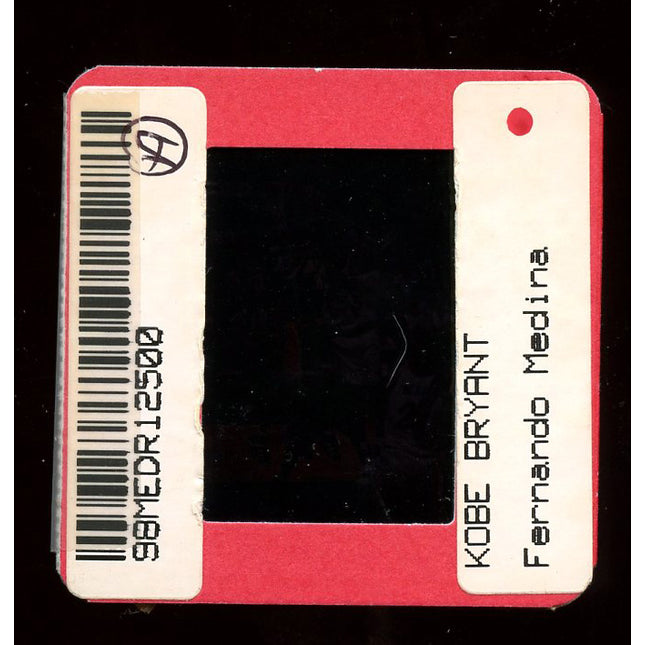 98MEDR12500
KOBE BRYANT
Fernando Medina